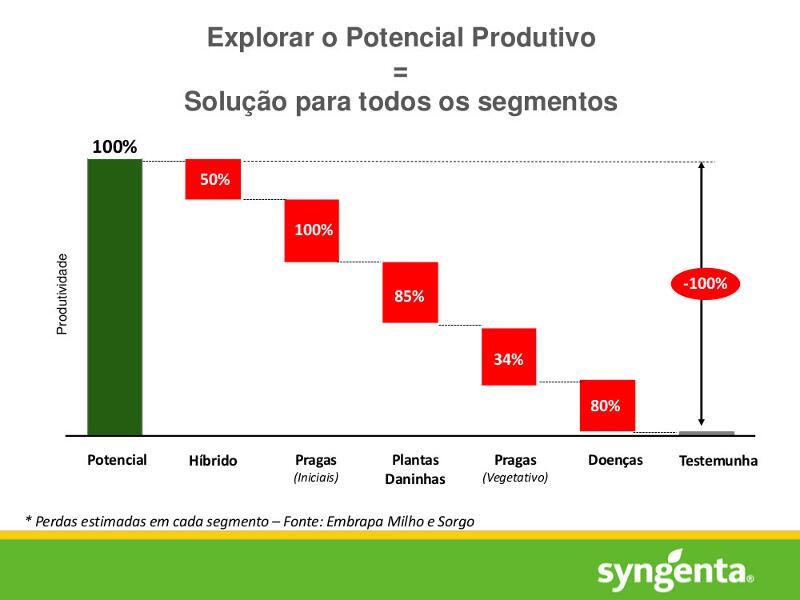 Explorar o Potencial Produtivo
=
Solução para todos os segmentos
100%
50%
100%
85%
34%
80%
-100%
Produtividade
Potencial
Híbrido
Pragas
(Iniciais)
Plantas
Daninhas
Pragas
(Vegetativo)
Doenças
Testemunha
* Perdas estimadas em cada segmento – Fonte: Embrapa Milho e Sorgo
syngenta®